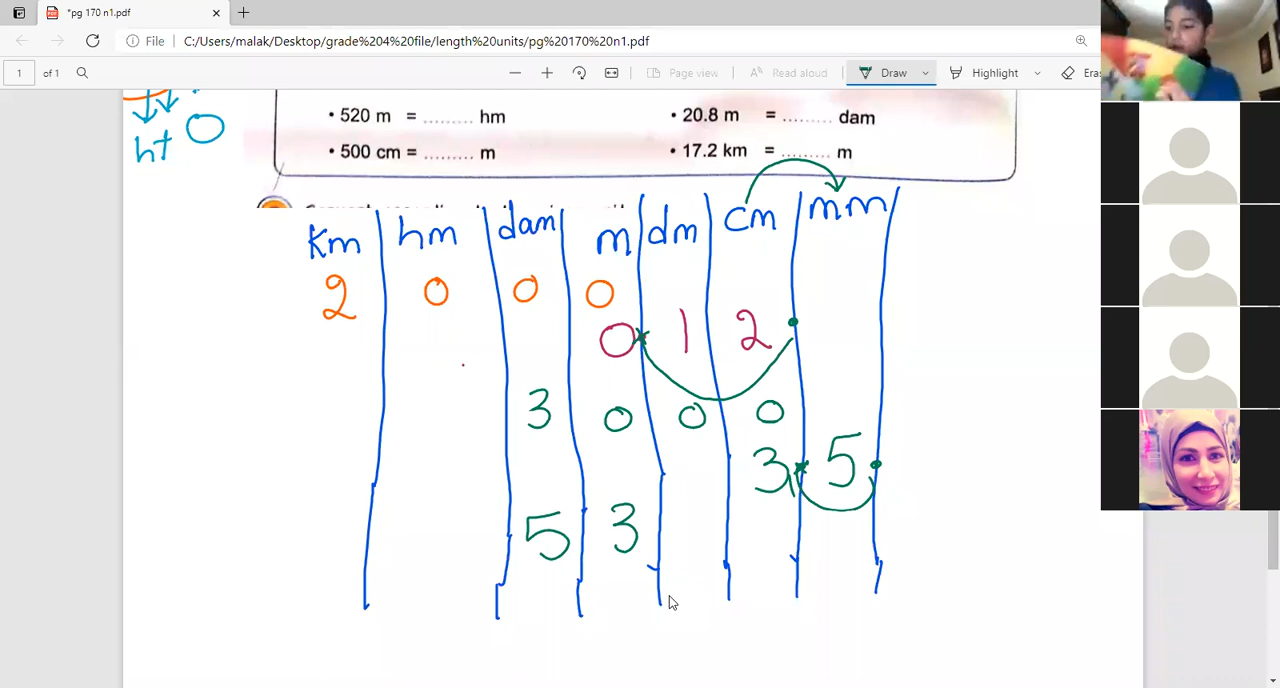 *pg 170 n1.pdf
File C:/Users/malak/Desktop/grade%204%20file/length%20units/pg%20170%20n1.pdf
1 of 1 Page view Read aloud Draw Highlight
• 520 m = ......... hm • 20.8 m = ......... dam
ht 0
• 500 cm = ......... m • 17.2 km = ......... m
Km hm dam m dm cm mm
2 0 0 0
0 1 2
3 0 0 0
3 5
5 3